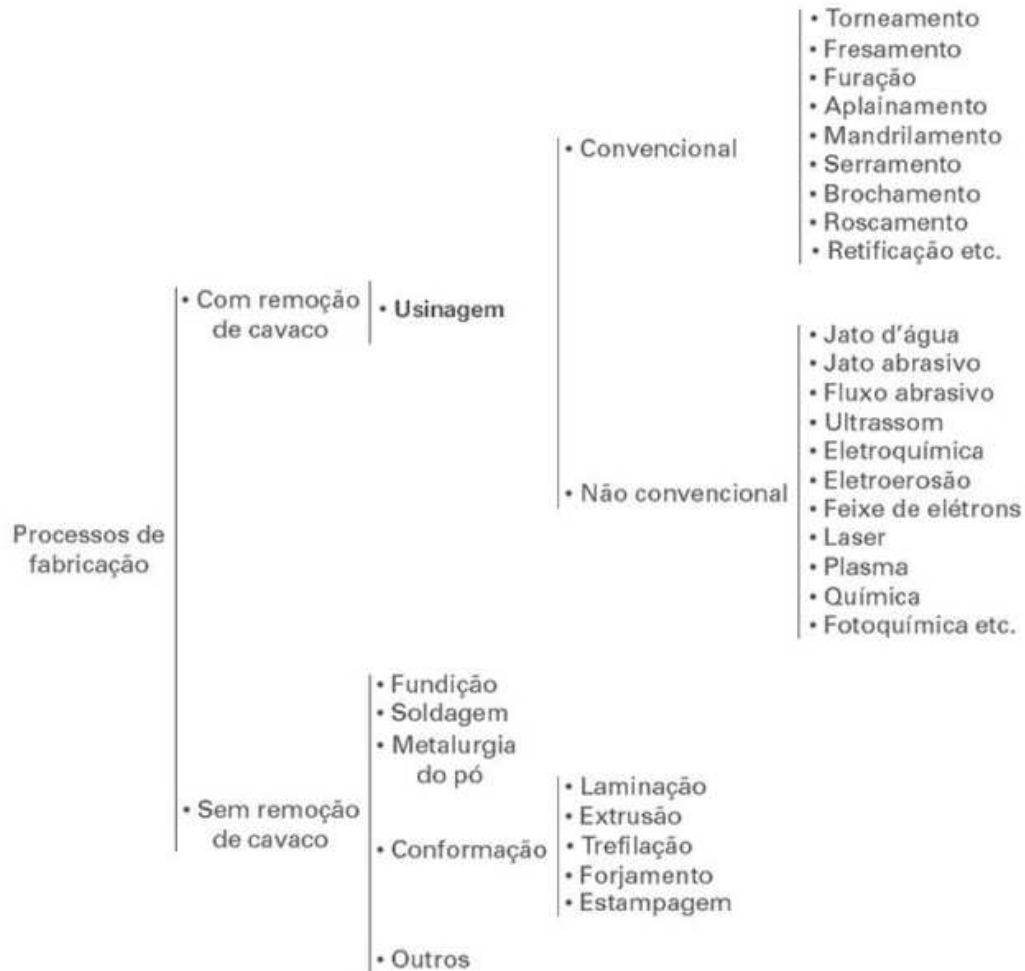 Processos de
fabricação
• Com remoção
de cavaco
• Usinagem
• Convencional
• Torneamento
• Fresamento
• Furação
• Aplainamento
• Mandrilamento
• Serramento
• Brochamento
• Roscamento
• Retificação etc.
• Não convencional
• Jato d’água
• Jato abrasivo
• Fluxo abrasivo
• Ultrassom
• Eletroquímica
• Eletroerosão
• Feixe de elétrons
• Laser
• Plasma
• Química
• Fotoquímica etc.
• Sem remoção
de cavaco
• Fundição
• Soldagem
• Metalurgia
do pó
• Conformação
• Laminação
• Extrusão
• Trefilação
• Forjamento
• Estampagem
• Outros